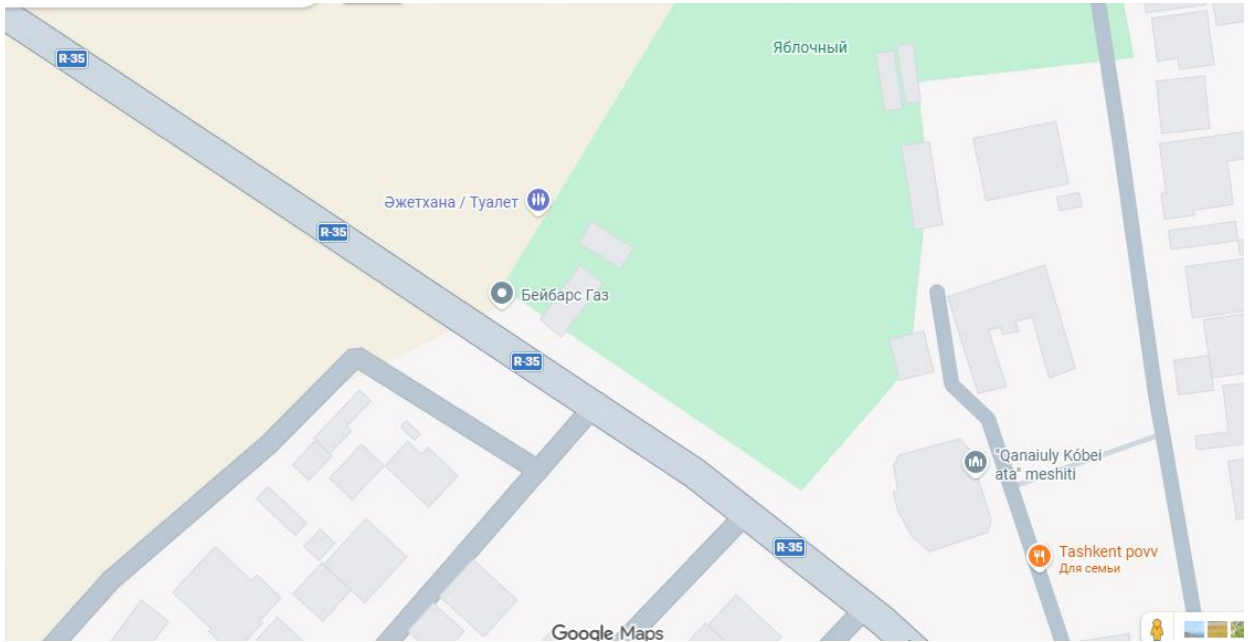 Яблочный
R-35
Әжетхана / Туалет
R-35
Бейбарс Газ
R-35
"Qanaiuly Kóbei
ata" meshiti
R-35
Tashkent povv
Для семьи
Google Maps